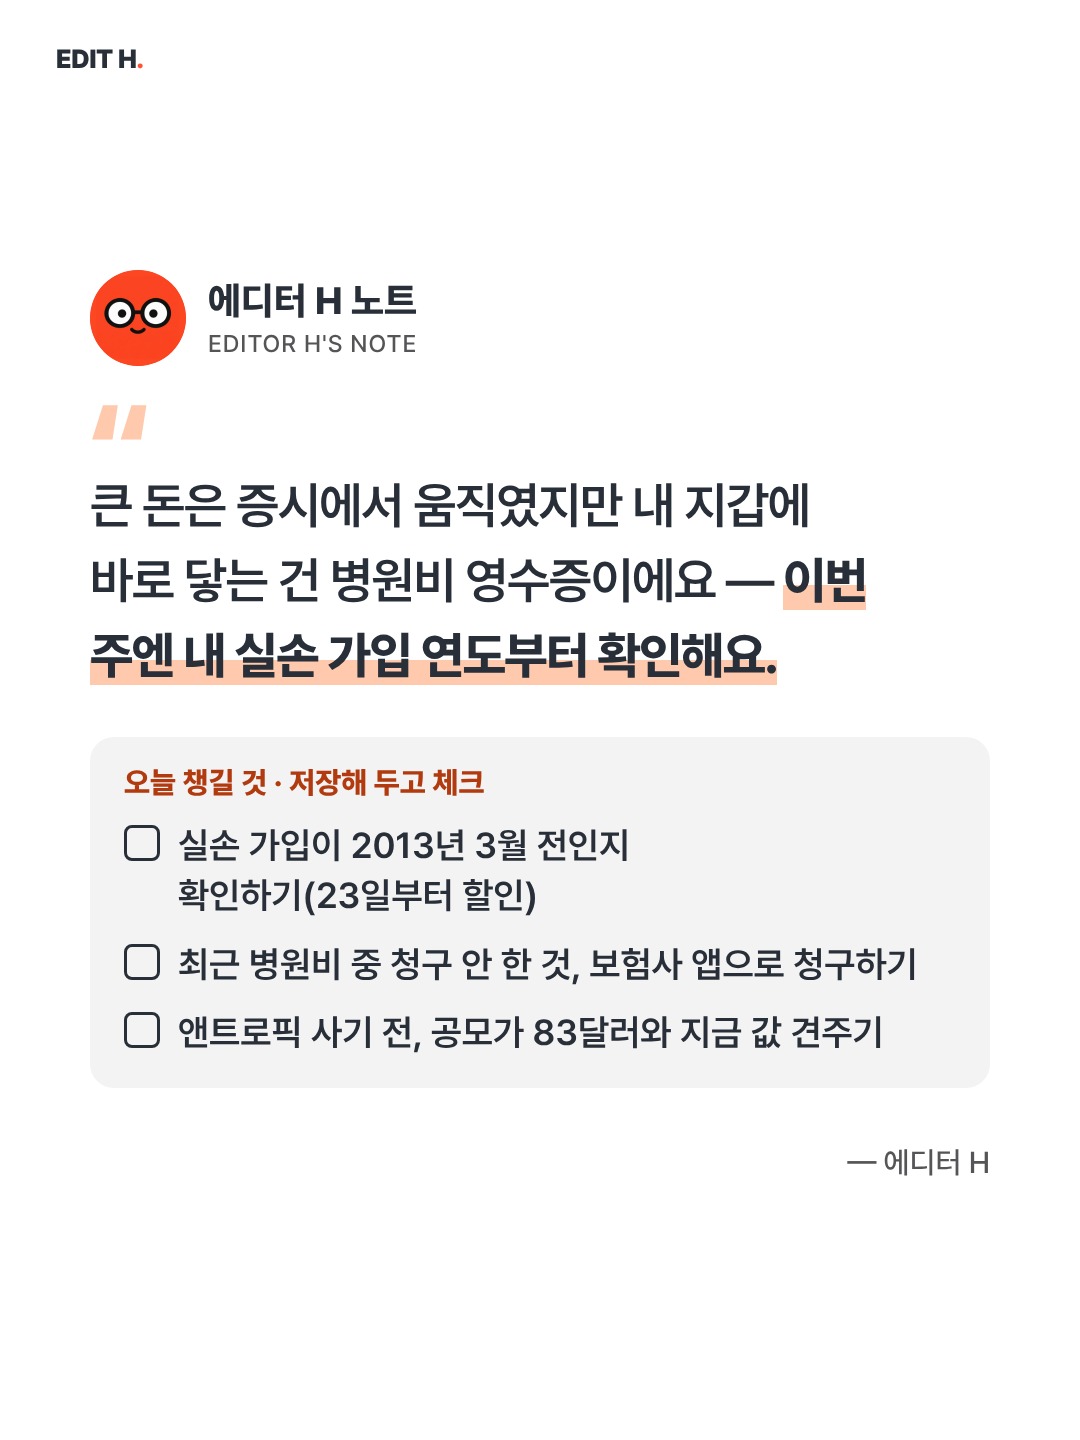 EDIT H.
에디터 H 노트
EDITOR H'S NOTE
“
큰 돈은 증시에서 움직였지만 내 지갑에
바로 닿는 건 병원비 영수증이에요 — 이번
주엔 내 실손 가입 연도부터 확인해요.
오늘 챙길 것 · 저장해 두고 체크
실손 가입이 2013년 3월 전인지
확인하기(23일부터 할인)
최근 병원비 중 청구 안 한 것, 보험사 앱으로 청구하기
앤트로픽 사기 전, 공모가 83달러와 지금 값 견주기
— 에디터 H